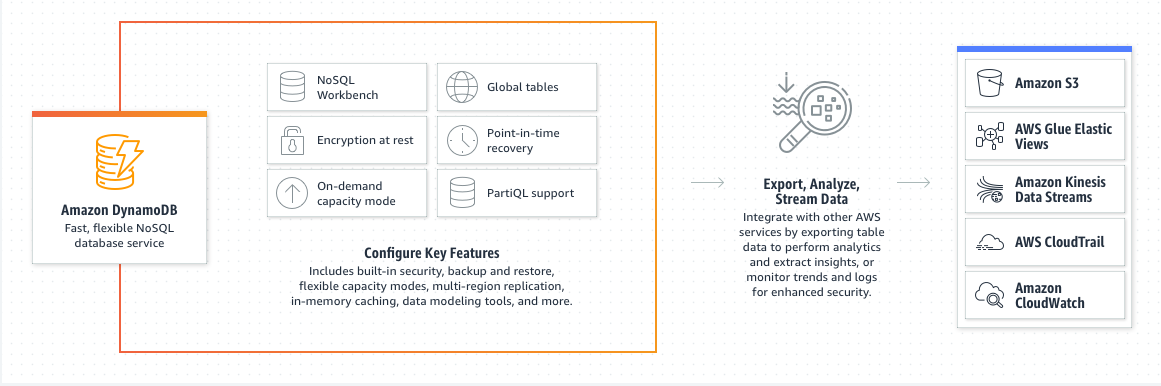 Amazon DynamoDB
Fast, flexible NoSQL
database service
NoSQL
Workbench
Global tables
Encryption at rest
Point-in-time
recovery
On-demand
capacity mode
PartiQL support
Configure Key Features
Includes built-in security, backup and restore,
flexible capacity modes, multi-region replication,
in-memory caching, data modeling tools, and more.
Export, Analyze,
Stream Data
Integrate with other AWS
services by exporting table
data to perform analytics
and extract insights, or
monitor trends and logs
for enhanced security.
Amazon S3
AWS Glue Elastic
Views
Amazon Kinesis
Data Streams
AWS CloudTrail
Amazon
CloudWatch